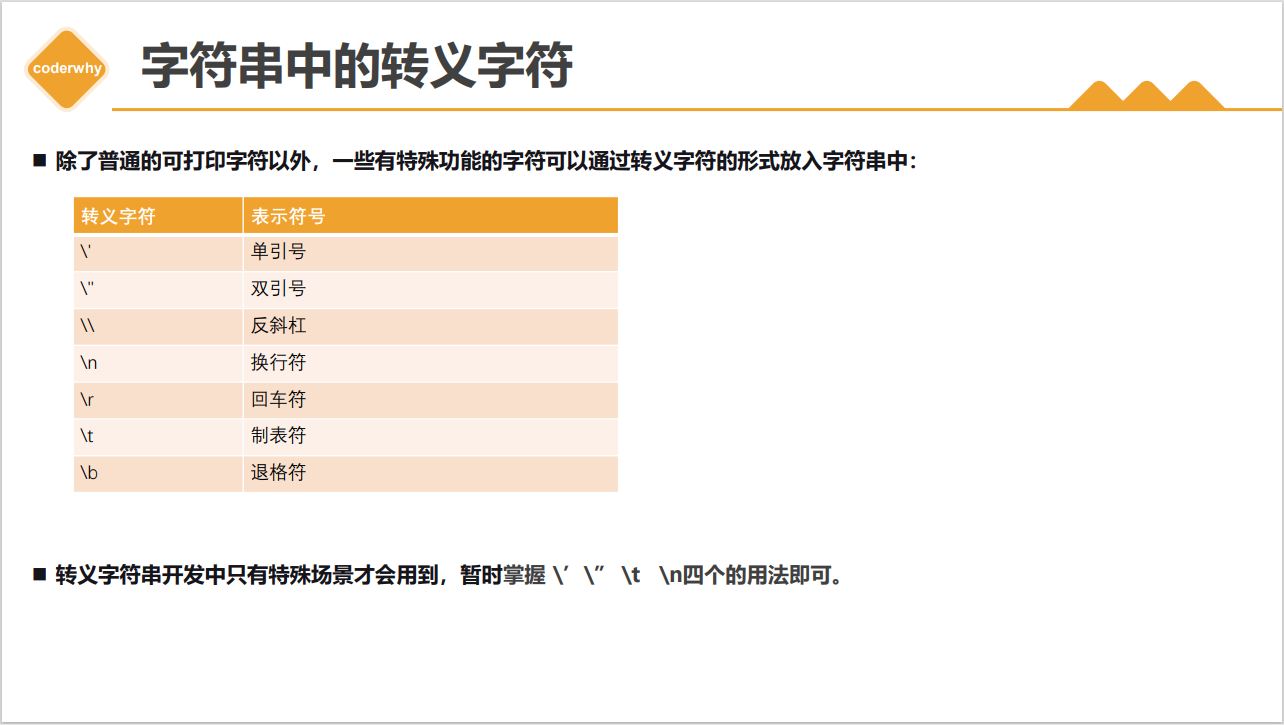 coderwhy
字符串中的转义字符
■ 除了普通的可打印字符以外，一些有特殊功能的字符可以通过转义字符的形式放入字符串中：
转义字符 表示符号
\' 单引号
\" 双引号
\\ 反斜杠
\n 换行符
\r 回车符
\t 制表符
\b 退格符
■ 转义字符串开发中只有特殊场景才会用到，暂时掌握 \’ \” \t \n四个的用法即可。